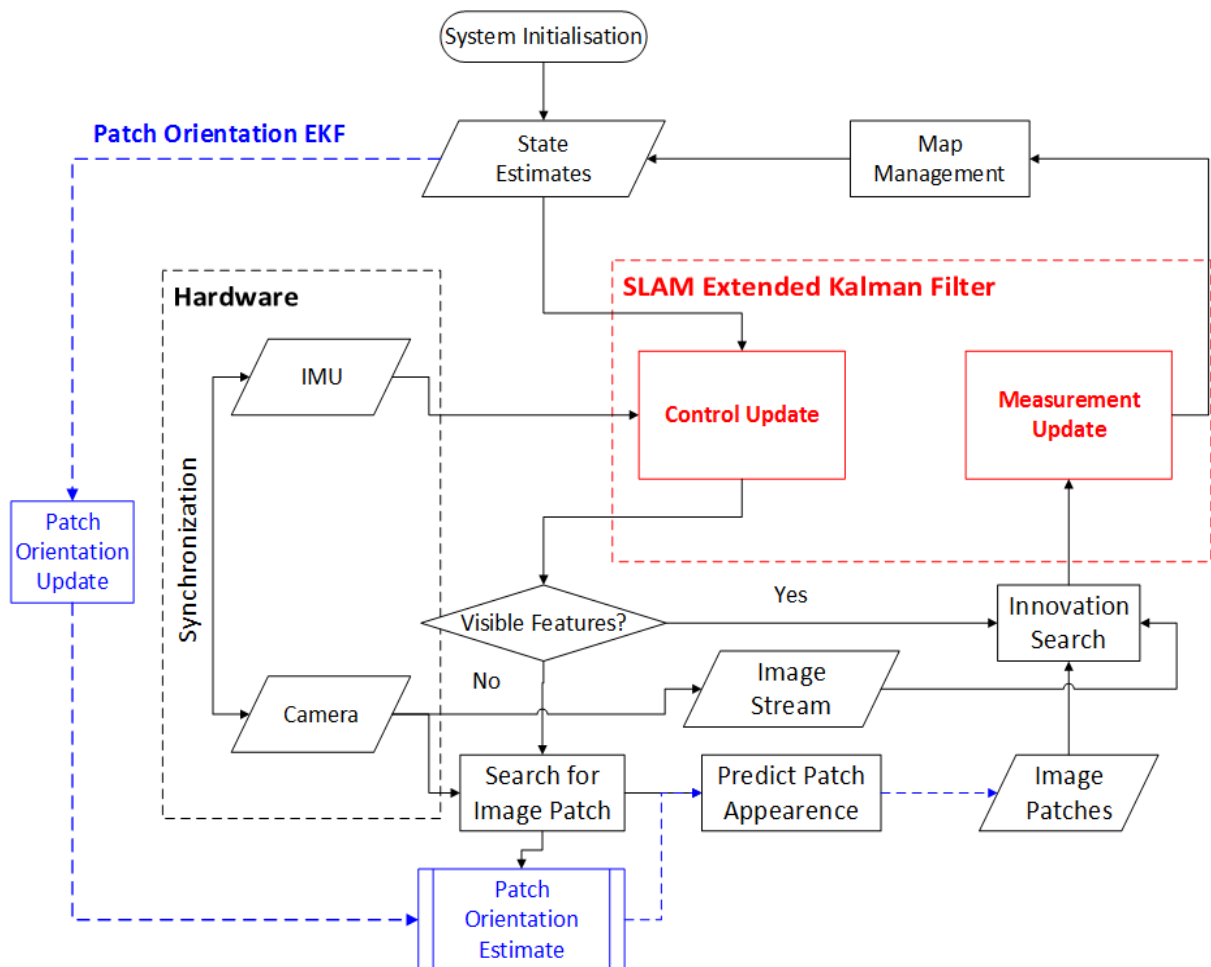 System Initialisation
Patch Orientation EKF
State
Estimates
Map
Management
Hardware
SLAM Extended Kalman Filter
IMU
Control Update
Measurement
Update
Synchronization
Patch
Orientation
Update
Visible Features?
Yes
Innovation
Search
No
Image
Stream
Camera
Search for
Image Patch
Predict Patch
Appearence
Image
Patches
Patch
Orientation
Estimate